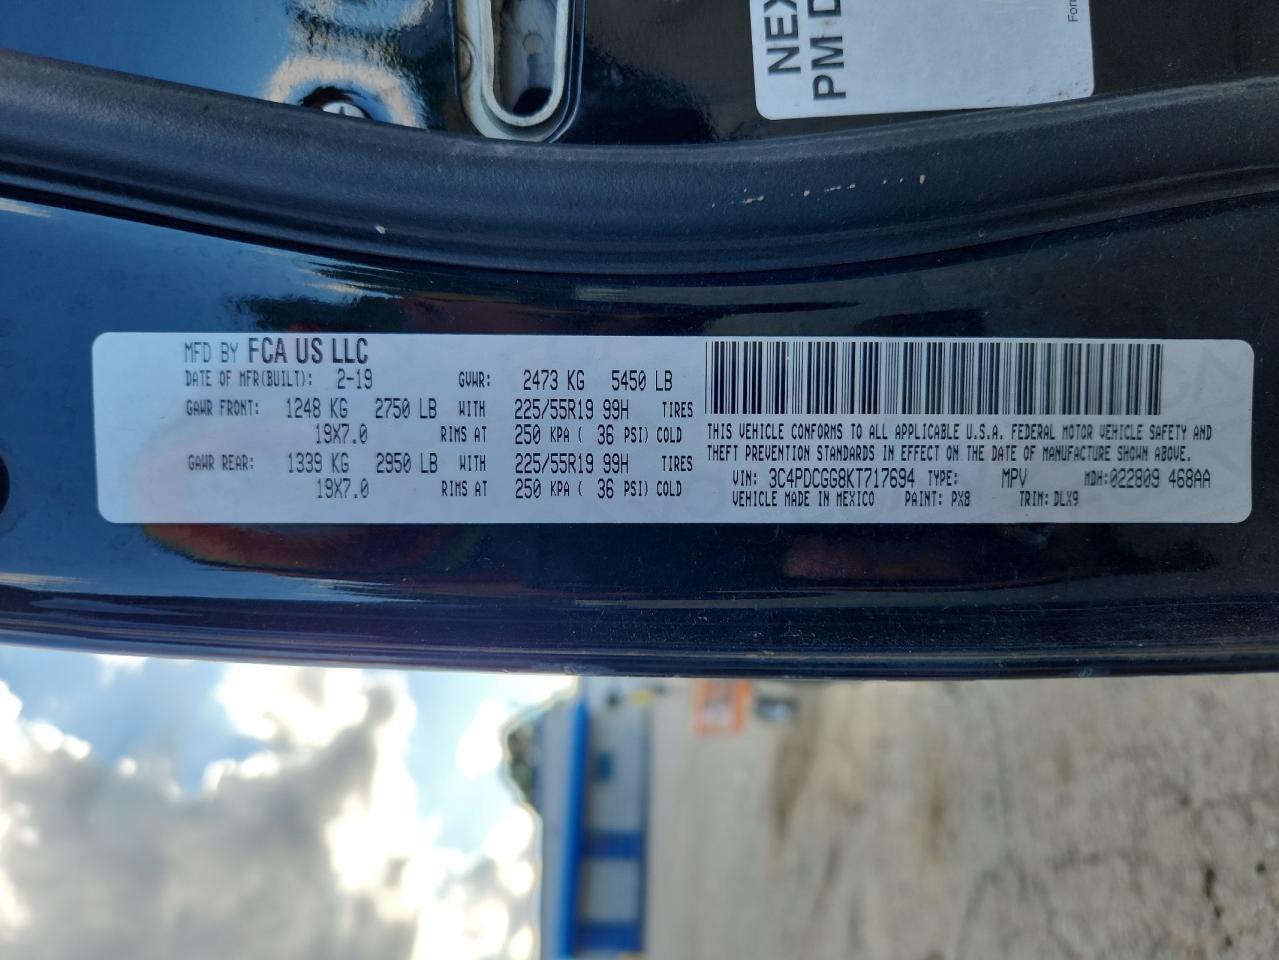 NEX
PM D
For
MFD BY FCA US LLC
DATE OF MFR(BUILT): 2-19 GVWR: 2473 KG 5450 LB
GAWR FRONT: 1248 KG 2750 LB WITH 225/55R19 99H TIRES
19X7.0 RIMS AT 250 KPA ( 36 PSI) COLD
GAWR REAR: 1339 KG 2950 LB WITH 225/55R19 99H TIRES
19X7.0 RIMS AT 250 KPA ( 36 PSI) COLD
THIS VEHICLE CONFORMS TO ALL APPLICABLE U.S.A. FEDERAL MOTOR VEHICLE SAFETY AND
THEFT PREVENTION STANDARDS IN EFFECT ON THE DATE OF MANUFACTURE SHOWN ABOVE.
VIN: 3C4PDCGG8KT717694 TYPE: MPV MDH:022809 468AA
VEHICLE MADE IN MEXICO PAINT: PX8 TRIM: DLX9